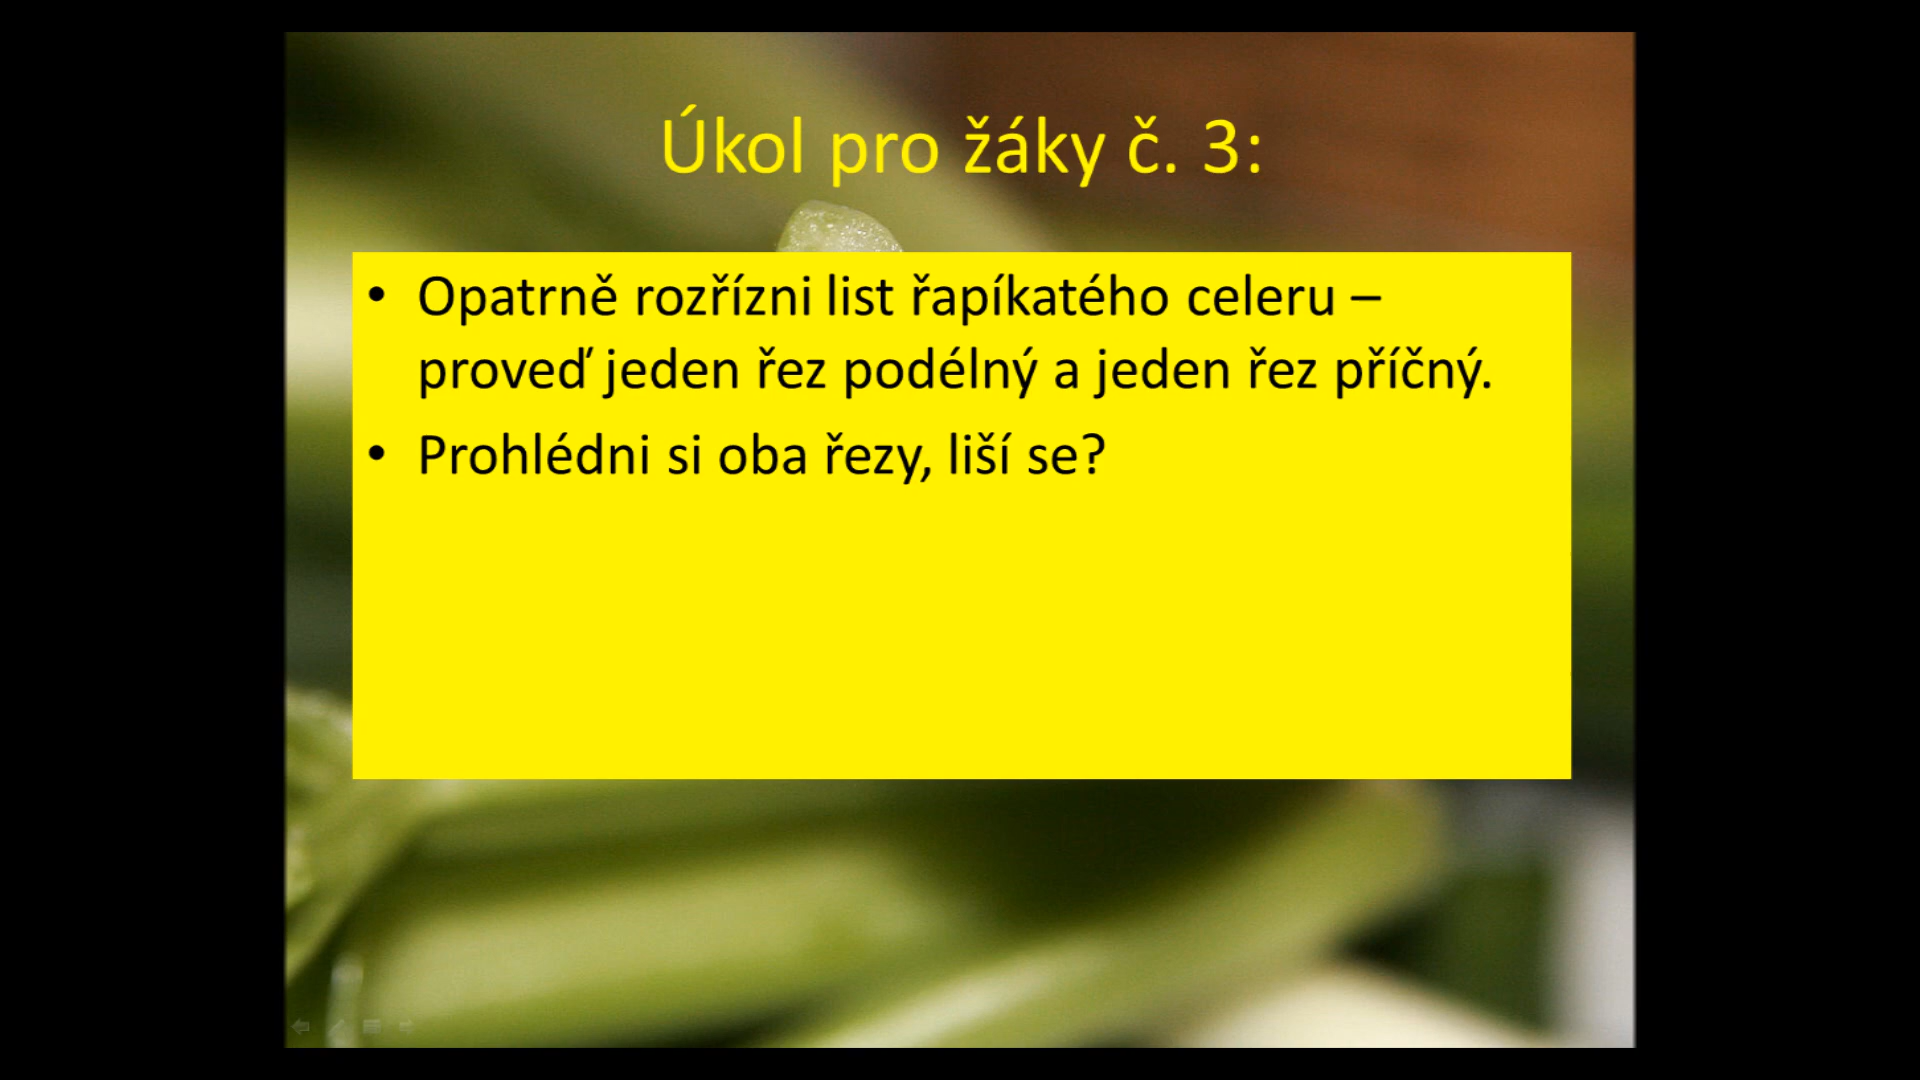 Úkol pro žáky č. 3:
• Opatrně rozřízni list řapíkatého celeru –
proveď jeden řez podélný a jeden řez příčný.
• Prohlédni si oba řezy, liší se?